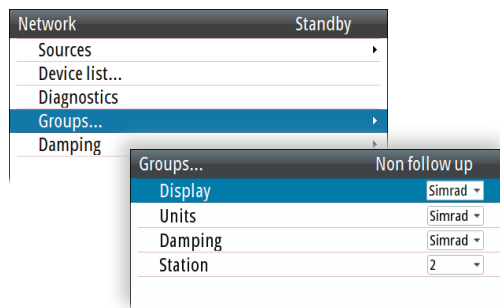 Network Standby
Sources
Device list...
Diagnostics
Groups...
Damping
Groups... Non follow up
Display Simrad
Units Simrad
Damping Simrad
Station 2